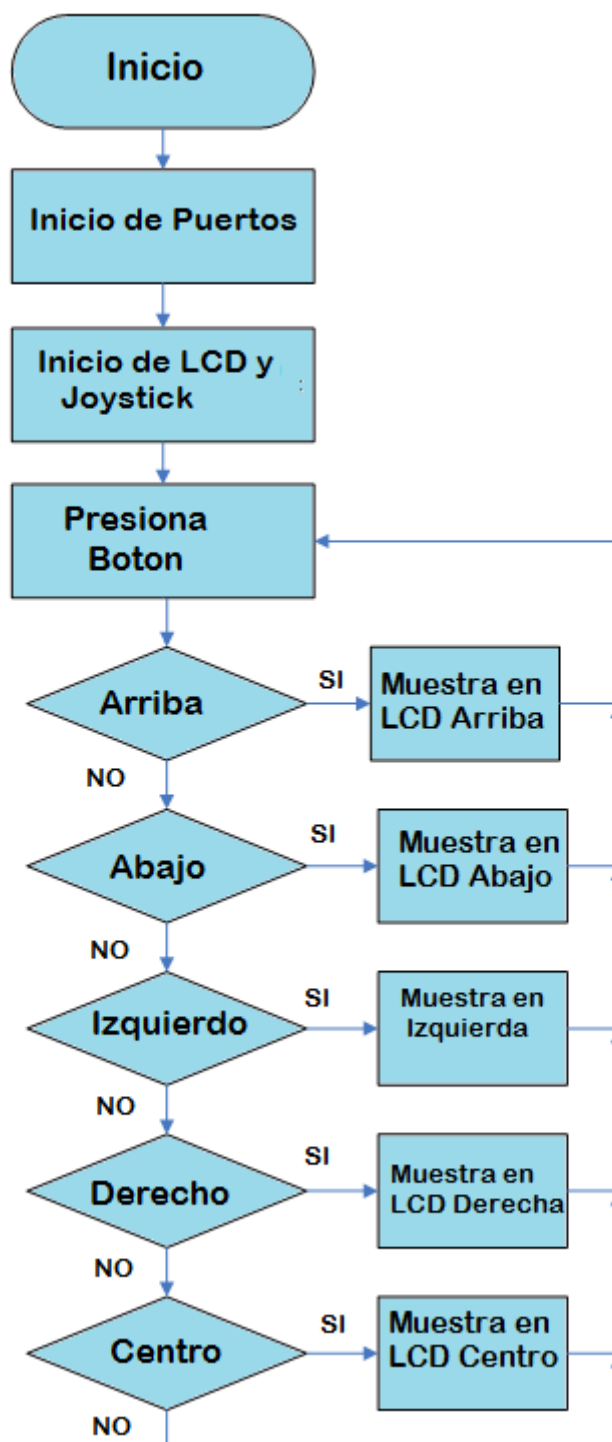 Inicio
Inicio de Puertos
Inicio de LCD y
Joystick
:
Presiona
Boton
Arriba
SI
Muestra en
LCD Arriba
NO
Abajo
SI
Muestra en
LCD Abajo
NO
Izquierdo
SI
Muestra en
Izquierda
NO
Derecho
SI
Muestra en
LCD Derecha
NO
Centro
SI
Muestra en
LCD Centro
NO